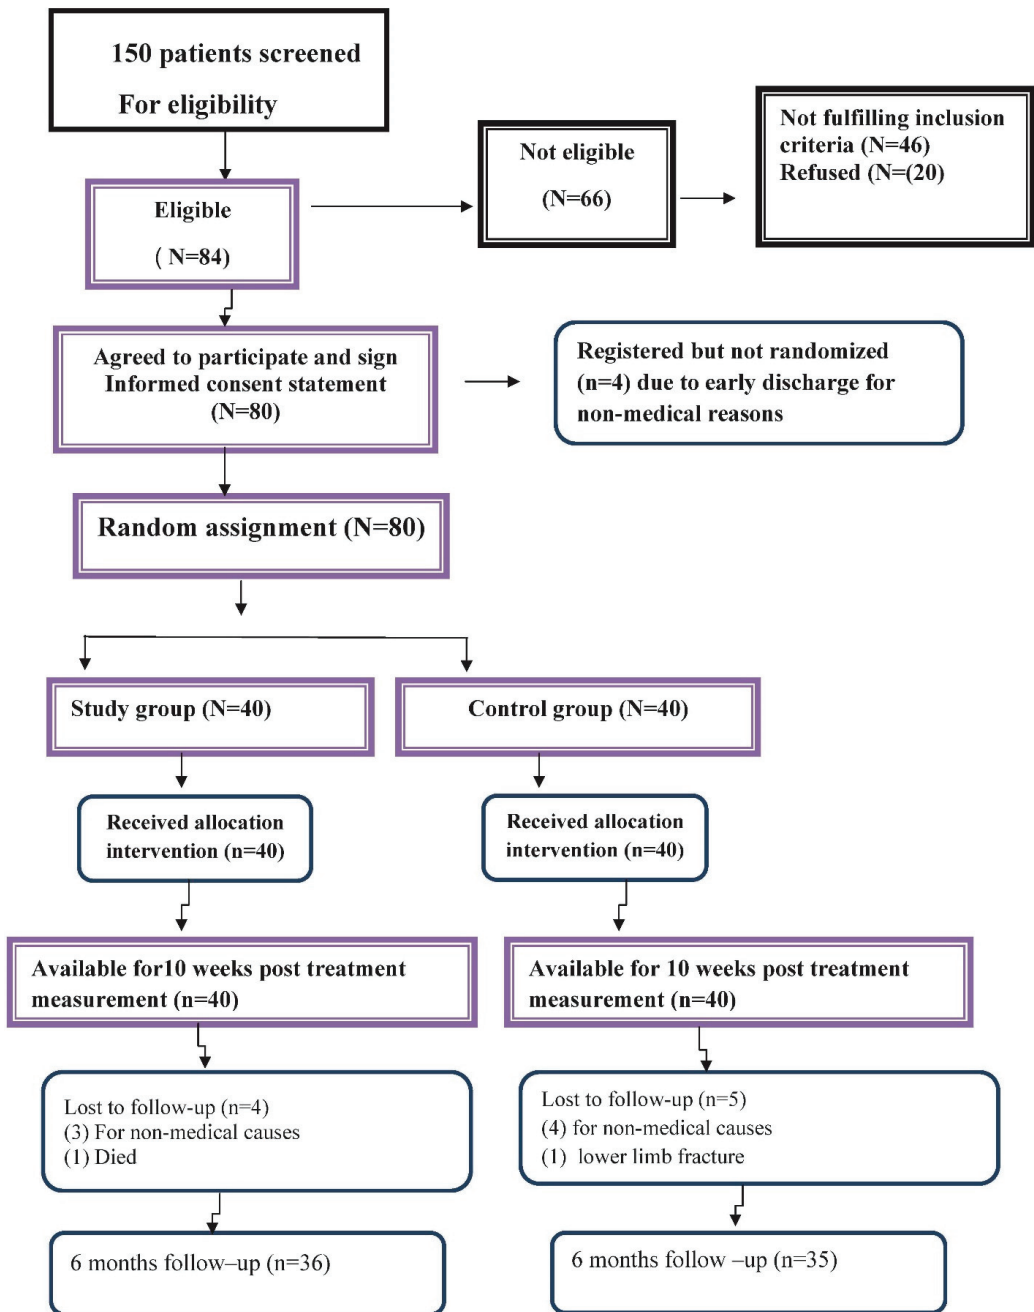 150 patients screened
For eligibility
Not eligible
(N=66)
Not fulfilling inclusion
criteria (N=46)
Refused (N=(20)
Eligible
( N=84)
Agreed to participate and sign
Informed consent statement
(N=80)
Registered but not randomized
(n=4) due to early discharge for
non-medical reasons
Random assignment (N=80)
Study group (N=40)
Control group (N=40)
Received allocation
intervention (n=40)
Received allocation
intervention (n=40)
Available for10 weeks post treatment
measurement (n=40)
Available for 10 weeks post treatment
measurement (n=40)
Lost to follow-up (n=4)
(3) For non-medical causes
(1) Died
Lost to follow-up (n=5)
(4) for non-medical causes
(1) lower limb fracture
6 months follow–up (n=36)
6 months follow –up (n=35)